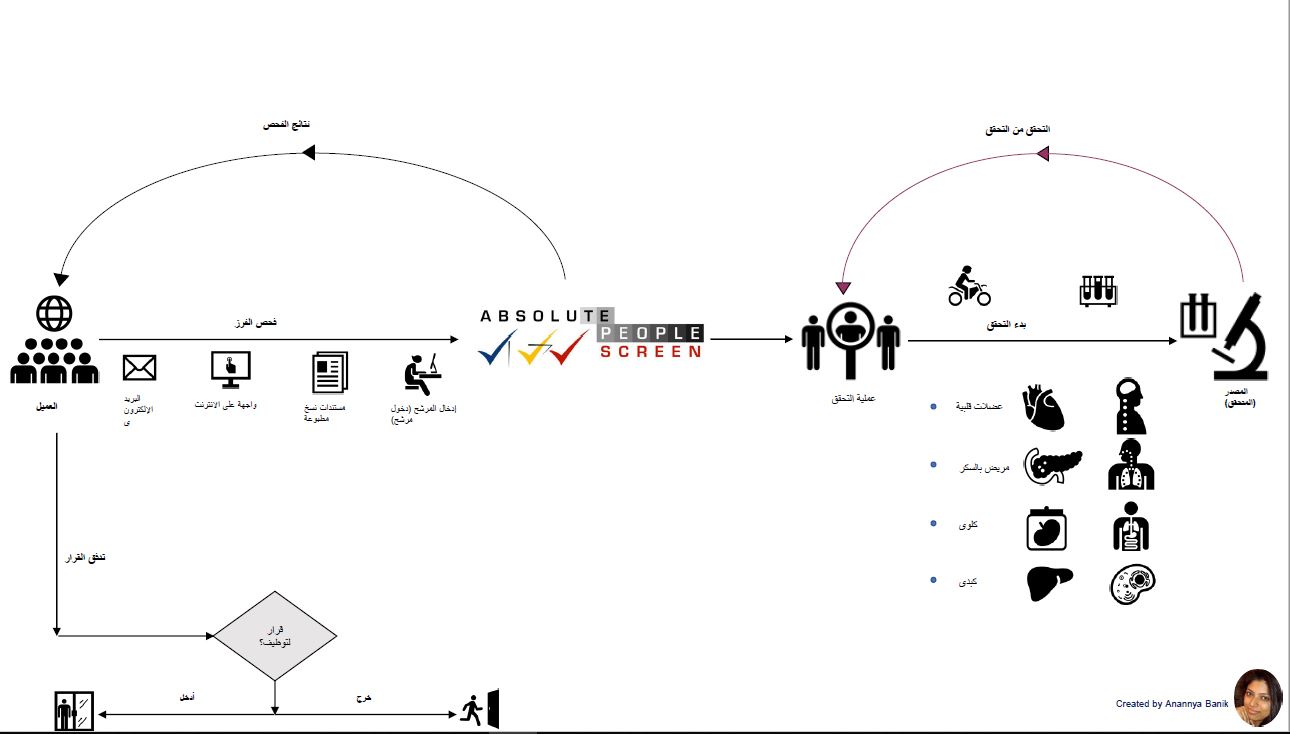 نتائج الفحص
التحقق من التحقق
فحص الفرز
ABSOLUTE
PEOPLE
SCREEN
بدء التحقق
العميل
البريد
الإلكترون
ي
واجهة على الانترنت
مستندات نسخ
مطبوعة
إدخال المرشح (دخول
مرشح)
عملية التحقق
المصدر
(المتحقق)
عضلات قلبية
مريض بالسكر
كلوى
كبدى
تدفق القرار
قرار
لتوظيف؟
أدخل
خرج
Created by Anannya Banik